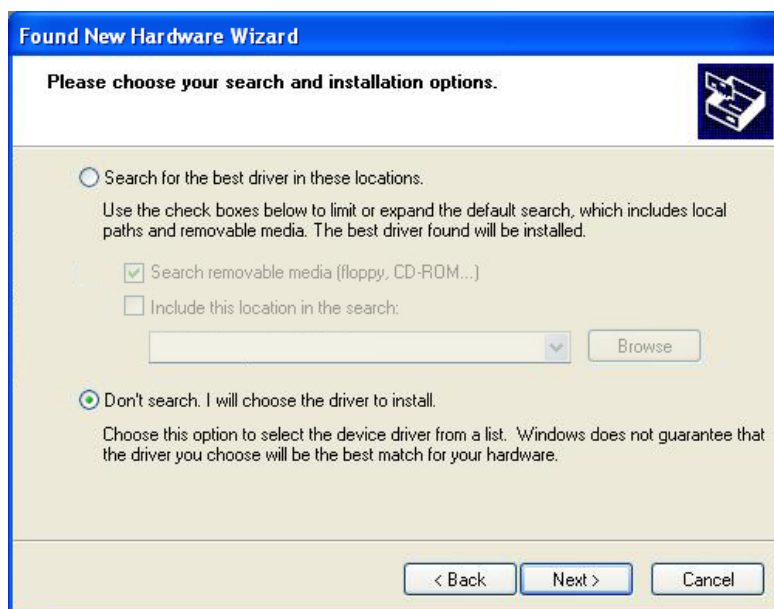 Found New Hardware Wizard
Please choose your search and installation options.
Search for the best driver in these locations.
Use the check boxes below to limit or expand the default search, which includes local
paths and removable media. The best driver found will be installed.
Search removable media (floppy, CD-ROM...)
Include this location in the search:
Browse
Don't search. I will choose the driver to install.
Choose this option to select the device driver from a list. Windows does not guarantee that
the driver you choose will be the best match for your hardware.
< Back Next > Cancel